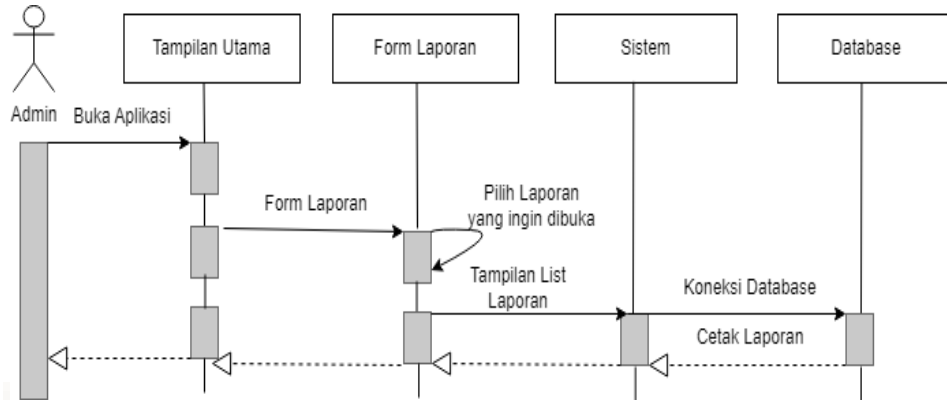 Tampilan Utama
Form Laporan
Sistem
Database
Admin
Buka Aplikasi
Form Laporan
Pilih Laporan
yang ingin dibuka
Tampilan List
Laporan
Koneksi Database
Cetak Laporan